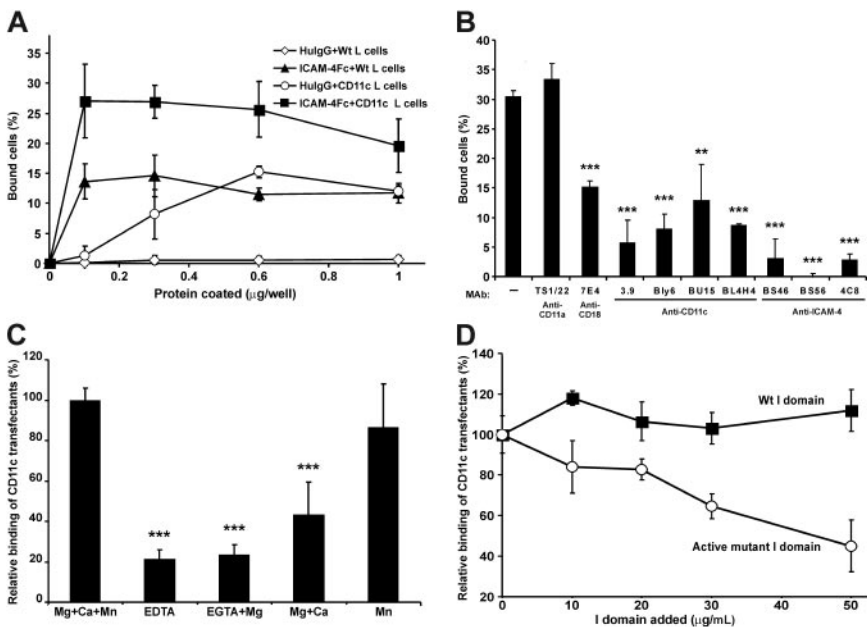 A
HuIgG+Wt L cells
ICAM-4Fc+Wt L cells
HuIgG+CD11c L cells
ICAM-4Fc+CD11c L cells
Bound cells (%)
35
30
25
20
15
10
5
0
0 0.2 0.4 0.6 0.8 1
Protein coated (μg/well)
B
Bound cells (%)
40
35
30
25
20
15
10
5
0
*** *** *** ** *** *** *** ***
MAb: – TS1/22 7E4 3.9 Bly6 BU15 BL4H4 BS46 BS56 4C8
Anti-CD11a Anti-CD18 Anti-CD11c Anti-ICAM-4
C
Relative binding of CD11c transfectants (%)
120
100
80
60
40
20
0
*** *** ***
Mg+Ca+Mn EDTA EGTA+Mg Mg+Ca Mn
D
Relative binding of CD11c transfectants (%)
140
120
100
80
60
40
20
Wt I domain
Active mutant I domain
0 10 20 30 40 50
I domain added (μg/mL)